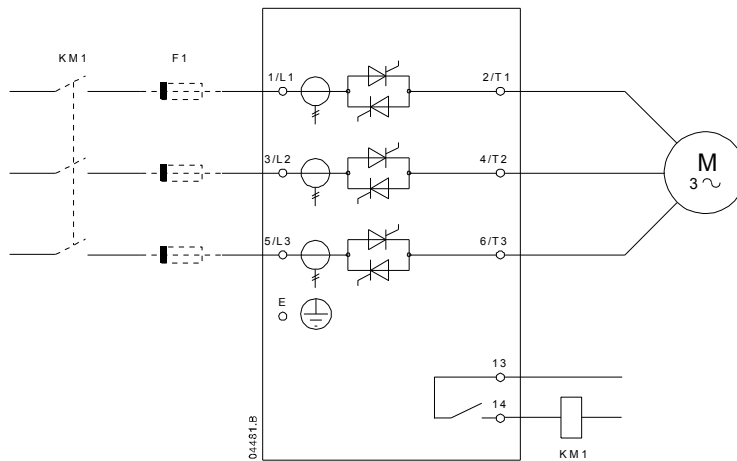 KM1
F1
1/L1
2/T1
3/L2
4/T2
5/L3
6/T3
M
3 ~
E
13
14
KM1
04481.B